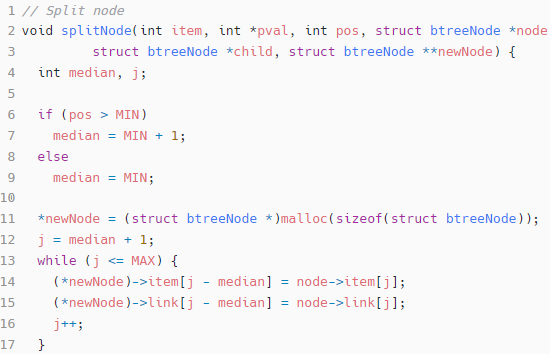 1 // Split node
2 void splitNode(int item, int *pval, int pos, struct btreeNode *node
3          struct btreeNode *child, struct btreeNode **newNode) {
4   int median, j;
5
6   if (pos > MIN)
7     median = MIN + 1;
8   else
9     median = MIN;
10
11   *newNode = (struct btreeNode *)malloc(sizeof(struct btreeNode));
12   j = median + 1;
13   while (j <= MAX) {
14     (*newNode)->item[j - median] = node->item[j];
15     (*newNode)->link[j - median] = node->link[j];
16     j++;
17   }